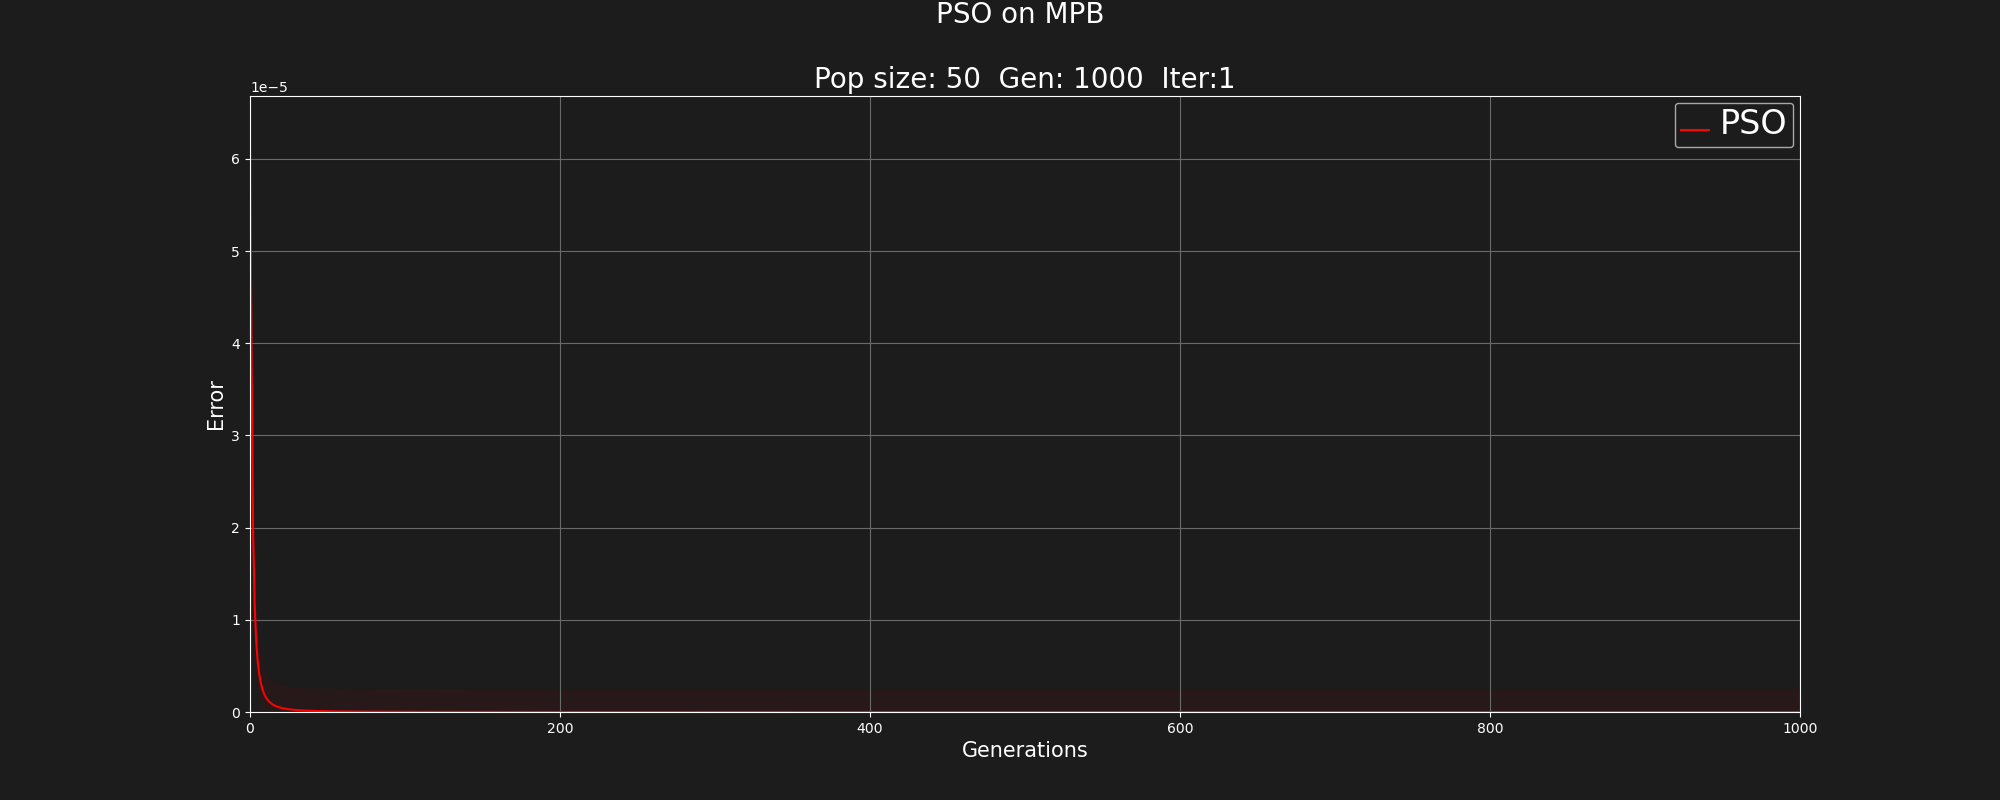 PSO on MPB
Pop size: 50  Gen: 1000  Iter:1
1e−5
PSO
6
5
4
3
2
1
0
Error
0 200 400 600 800 1000
Generations